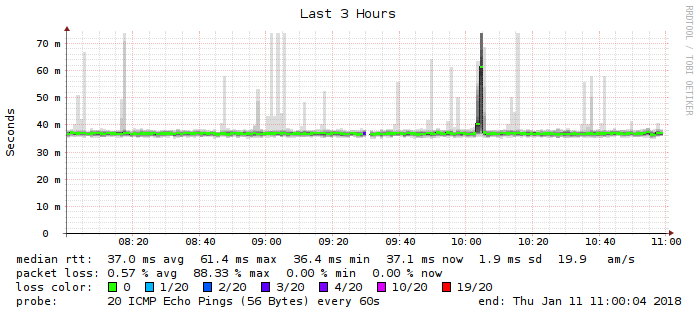 Last 3 Hours
RRDTOOL / TOBI OETIKER
Seconds
70 m
60 m
50 m
40 m
30 m
20 m
10 m
0
08:20 08:40 09:00 09:20 09:40 10:00 10:20 10:40 11:00
median rtt: 37.0 ms avg 61.4 ms max 36.4 ms min 37.1 ms now 1.9 ms sd 19.9 am/s
packet loss: 0.57 % avg 88.33 % max 0.00 % min 0.00 % now
loss color: 0 1/20 2/20 3/20 4/20 10/20 19/20
probe: 20 ICMP Echo Pings (56 Bytes) every 60s end: Thu Jan 11 11:00:04 2018